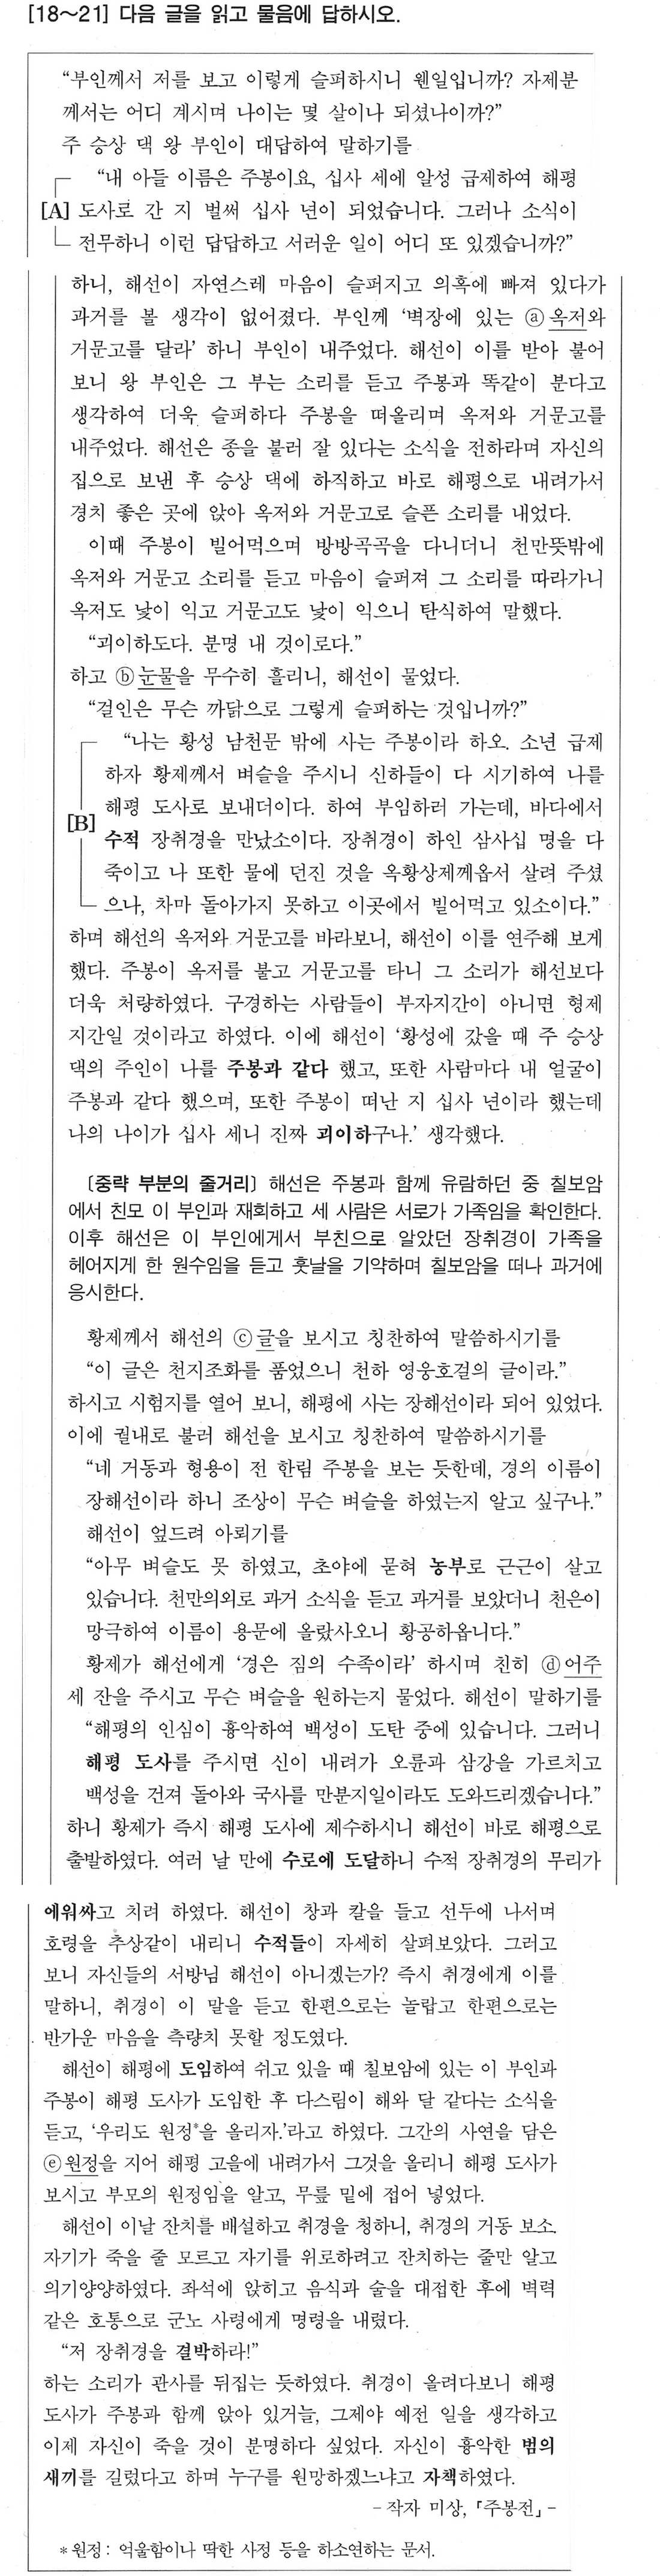 [18～21] 다음 글을 읽고 물음에 답하시오.
“부인께서 저를 보고 이렇게 슬퍼하시니 웬일입니까? 자제분
께서는 어디 계시며 나이는 몇 살이나 되셨나이까?”
주 승상 댁 왕 부인이 대답하여 말하기를
“내 아들 이름은 주봉이요, 십사 세에 알성 급제하여 해평
[A] 도사로 간 지 벌써 십사 년이 되었습니다. 그러나 소식이
전무하니 이런 답답하고 서러운 일이 어디 또 있겠습니까?”
하니, 해선이 자연스레 마음이 슬퍼지고 의혹에 빠져 있다가
과거를 볼 생각이 없어졌다. 부인께 ‘벽장에 있는 ⓐ옥저와
거문고를 달라’ 하니 부인이 내주었다. 해선이 이를 받아 불어
보니 왕 부인은 그 부는 소리를 듣고 주봉과 똑같이 분다고
생각하여 더욱 슬퍼하다 주봉을 떠올리며 옥저와 거문고를
내주었다. 해선은 종을 불러 잘 있다는 소식을 전하라며 자신의
집으로 보낸 후 승상 댁에 하직하고 바로 해평으로 내려가서
경치 좋은 곳에 앉아 옥저와 거문고로 슬픈 소리를 내었다.
이때 주봉이 빌어먹으며 방방곡곡을 다니더니 천만뜻밖에
옥저와 거문고 소리를 듣고 마음이 슬퍼져 그 소리를 따라가니
옥저도 낯이 익고 거문고도 낯이 익으니 탄식하여 말했다.
“괴이하도다. 분명 내 것이로다.”
하고 ⓑ눈물을 무수히 흘리니, 해선이 물었다.
“걸인은 무슨 까닭으로 그렇게 슬퍼하는 것입니까?”
“나는 황성 남천문 밖에 사는 주봉이라 하오. 소년 급제
하자 황제께서 벼슬을 주시니 신하들이 다 시기하여 나를
해평 도사로 보내더이다. 하여 부임하러 가는데, 바다에서
[B] 수적 장취경을 만났소이다. 장취경이 하인 삼사십 명을 다
죽이고 나 또한 물에 던진 것을 옥황상제께옵서 살려 주셨
으나, 차마 돌아가지 못하고 이곳에서 빌어먹고 있소이다.”
하며 해선의 옥저와 거문고를 바라보니, 해선이 이를 연주해 보게
했다. 주봉이 옥저를 불고 거문고를 타니 그 소리가 해선보다
더욱 처량하였다. 구경하는 사람들이 부자지간이 아니면 형제
지간일 것이라고 하였다. 이에 해선이 ‘황성에 갔을 때 주 승상
댁의 주인이 나를 주봉과 같다 했고, 또한 사람마다 내 얼굴이
주봉과 같다 했으며, 또한 주봉이 떠난 지 십사 년이라 했는데
나의 나이가 십사 세니 진짜 괴이하구나.’ 생각했다.
〔중략 부분의 줄거리〕 해선은 주봉과 함께 유람하던 중 칠보암
에서 친모 이 부인과 재회하고 세 사람은 서로가 가족임을 확인한다.
이후 해선은 이 부인에게서 부친으로 알았던 장취경이 가족을
헤어지게 한 원수임을 듣고 훗날을 기약하며 칠보암을 떠나 과거에
응시한다.
황제께서 해선의 ⓒ글을 보시고 칭찬하여 말씀하시기를
“이 글은 천지조화를 품었으니 천하 영웅호걸의 글이라.”
하시고 시험지를 열어 보니, 해평에 사는 장해선이라 되어 있었다.
이에 궐내로 불러 해선을 보시고 칭찬하여 말씀하시기를
“네 거동과 형용이 전 한림 주봉을 보는 듯한데, 경의 이름이
장해선이라 하니 조상이 무슨 벼슬을 하였는지 알고 싶구나.”
해선이 엎드려 아뢰기를
“아무 벼슬도 못 하였고, 초야에 묻혀 농부로 근근이 살고
있습니다. 천만의외로 과거 소식을 듣고 과거를 보았더니 천은이
망극하여 이름이 용문에 올랐사오니 황공하옵니다.”
황제가 해선에게 ‘경은 짐의 수족이라’ 하시며 친히 ⓓ어주
세 잔을 주시고 무슨 벼슬을 원하는지 물었다. 해선이 말하기를
“해평의 인심이 흉악하여 백성이 도탄 중에 있습니다. 그러니
해평 도사를 주시면 신이 내려가 오륜과 삼강을 가르치고
백성을 건져 돌아와 국사를 만분지일이라도 도와드리겠습니다.”
하니 황제가 즉시 해평 도사에 제수하시니 해선이 바로 해평으로
출발하였다. 여러 날 만에 수로에 도달하니 수적 장취경의 무리가
에워싸고 치려 하였다. 해선이 창과 칼을 들고 선두에 나서며
호령을 추상같이 내리니 수적들이 자세히 살펴보았다. 그러고
보니 자신들의 서방님 해선이 아니겠는가? 즉시 취경에게 이를
말하니, 취경이 이 말을 듣고 한편으로는 놀랍고 한편으로는
반가운 마음을 측량치 못할 정도였다.
해선이 해평에 도임하여 쉬고 있을 때 칠보암에 있는 이 부인과
주봉이 해평 도사가 도임한 후 다스림이 해와 달 같다는 소식을
듣고, ‘우리도 원정*을 올리자.’라고 하였다. 그간의 사연을 담은
ⓔ원정을 지어 해평 고을에 내려가서 그것을 올리니 해평 도사가
보시고 부모의 원정임을 알고, 무릎 밑에 접어 넣었다.
해선이 이날 잔치를 배설하고 취경을 청하니, 취경의 거동 보소.
자기가 죽을 줄 모르고 자기를 위로하려고 잔치하는 줄만 알고
의기양양하였다. 좌석에 앉히고 음식과 술을 대접한 후에 벽력
같은 호통으로 군노 사령에게 명령을 내렸다.
“저 장취경을 결박하라!”
하는 소리가 관사를 뒤집는 듯하였다. 취경이 올려다보니 해평
도사가 주봉과 함께 앉아 있거늘, 그제야 예전 일을 생각하고
이제 자신이 죽을 것이 분명하다 싶었다. 자신이 흉악한 범의
새끼를 길렀다고 하며 누구를 원망하겠느냐고 자책하였다.
- 작자 미상, 「주봉전」 -
*원정: 억울함이나 딱한 사정 등을 하소연하는 문서.